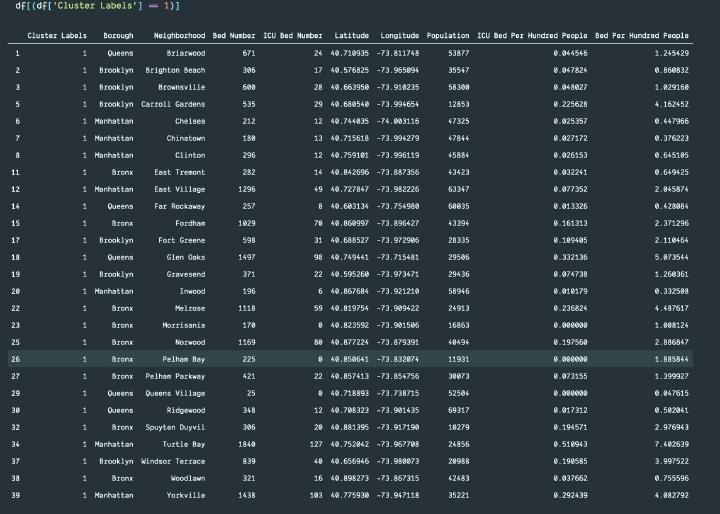 df[(df['Cluster Labels'] == 1)]
Cluster Labels Borough Neighborhood Bed Number ICU Bed Number Latitude Longitude Population ICU Bed Per Hundred People Bed Per Hundred People
1 1 Queens Briarwood 671 24 40.710935 -73.811748 53877 0.044546 1.245429
2 1 Brooklyn Brighton Beach 306 17 40.576825 -73.965094 35547 0.047824 0.860832
3 1 Brooklyn Brownsville 600 28 40.663950 -73.910235 58300 0.048027 1.029160
5 1 Brooklyn Carroll Gardens 535 29 40.680540 -73.994654 12853 0.225628 4.162452
6 1 Manhattan Chelsea 212 12 40.744035 -74.003116 47325 0.025357 0.447966
7 1 Manhattan Chinatown 180 13 40.715618 -73.994279 47844 0.027172 0.376223
8 1 Manhattan Clinton 296 12 40.759101 -73.996119 45884 0.026153 0.645105
11 1 Bronx East Tremont 282 14 40.842696 -73.887356 43423 0.032241 0.649425
12 1 Manhattan East Village 1296 49 40.727847 -73.982226 63347 0.077352 2.045874
14 1 Queens Far Rockaway 257 8 40.603134 -73.754980 60035 0.013326 0.428084
15 1 Bronx Fordham 1029 70 40.860997 -73.896427 43394 0.161313 2.371296
17 1 Brooklyn Fort Greene 598 31 40.688527 -73.972906 28335 0.109405 2.110464
18 1 Queens Glen Oaks 1497 98 40.749441 -73.715481 29506 0.332136 5.073544
19 1 Brooklyn Gravesend 371 22 40.595260 -73.973471 29436 0.074738 1.260361
20 1 Manhattan Inwood 196 6 40.867684 -73.921210 58946 0.010179 0.332508
22 1 Bronx Melrose 1118 59 40.819754 -73.909422 24913 0.236824 4.487617
23 1 Bronx Morrisania 170 0 40.823592 -73.901506 16863 0.000000 1.008124
25 1 Bronx Norwood 1169 80 40.877224 -73.879391 40494 0.197560 2.886847
26 1 Bronx Pelham Bay 225 0 40.850641 -73.832074 11931 0.000000 1.885844
27 1 Bronx Pelham Parkway 421 22 40.857413 -73.854756 30073 0.073155 1.399927
29 1 Queens Queens Village 25 0 40.718893 -73.738715 52504 0.000000 0.047615
30 1 Queens Ridgewood 348 12 40.708323 -73.901435 69317 0.017312 0.502041
32 1 Bronx Spuyten Duyvil 306 20 40.881395 -73.917190 10279 0.194571 2.976943
34 1 Manhattan Turtle Bay 1840 127 40.752042 -73.967708 24856 0.510943 7.402639
37 1 Brooklyn Windsor Terrace 839 40 40.656946 -73.980073 20988 0.190585 3.997522
38 1 Bronx Woodlawn 321 16 40.898273 -73.867315 42483 0.037662 0.755596
39 1 Manhattan Yorkville 1438 103 40.775930 -73.947118 35221 0.292439 4.082792